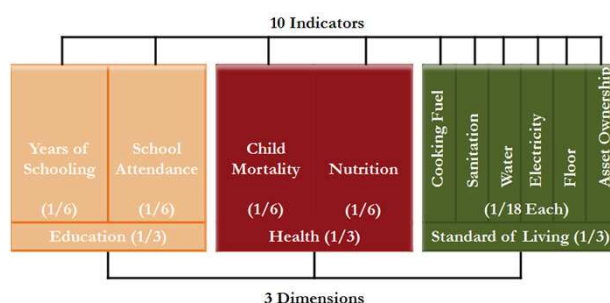 10 Indicators
Years of
Schooling
(1/6)
School
Attendance
(1/6)
Education (1/3)
Child
Mortality
(1/6)
Nutrition
(1/6)
Health (1/3)
Cooking Fuel
Sanitation
Water
Electricity
Floor
Asset Ownership
(1/18 Each)
Standard of Living (1/3)
3 Dimensions